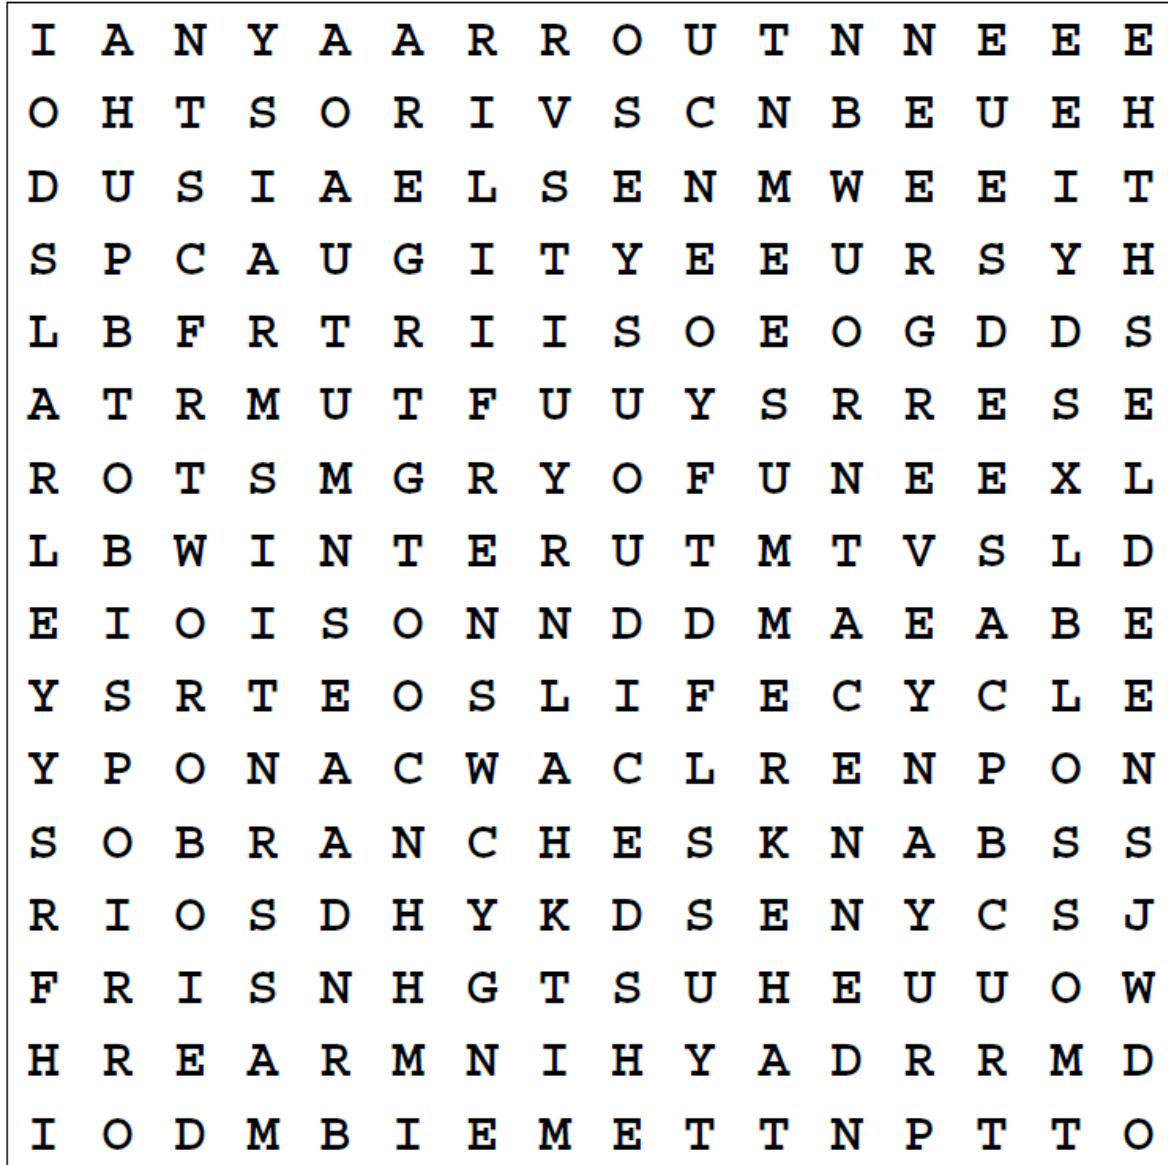 I A N Y A A R R O U T N N E E E
O H T S O R I V S C N B E U E H
D U S I A E L S E N M W E E I T
S P C A U G I T Y E E U R S Y H
L B F R T R I I S O E O G D D S
A T R M U T F U U Y S R R E S E
R O T S M G R Y O F U N E E X L
L B W I N T E R U T M T V S L D
E I O I S O N N D D M A E A B E
Y S R T E O S L I F E C Y C L E
Y P O N A C W A C L R E N P O N
S O B R A N C H E S K N A B S S
R I O S D H Y K D S E N Y C S J
F R I S N H G T S U H E U U O W
H R E A R M N I H Y A D R R M D
I O D M B I E M E T T N P T T O